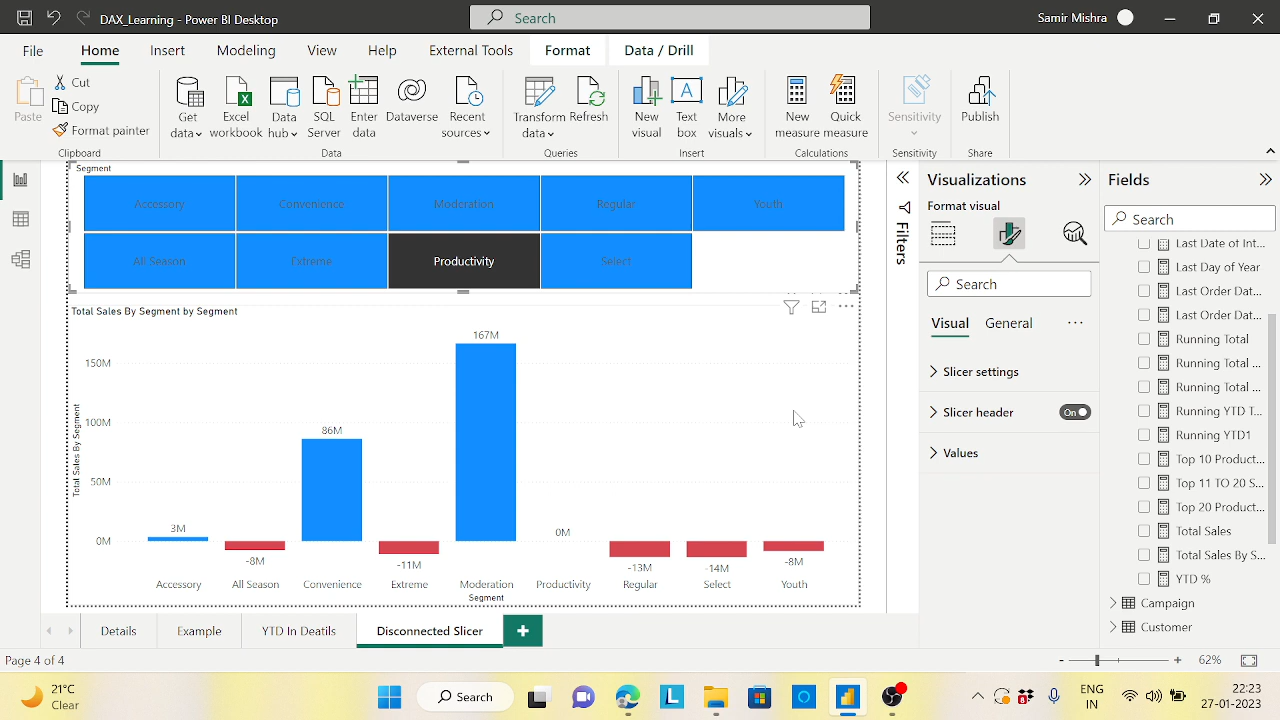 DAX_Learning - Power BI Desktop
Search
Samir Mishra
File
Home
Insert
Modeling
View
Help
External Tools
Format
Data / Drill
Paste
Cut
Copy
Format painter
Clipboard
Get data
Excel workbook
Data hub
SQL Server
Enter data
Dataverse
Recent sources
Data
Transform data
Refresh
Queries
New visual
Text box
More visuals
Insert
New measure
Quick measure
Calculations
Sensitivity
Sensitivity
Publish
Share
Segment
Accessory
Convenience
Moderation
Regular
Youth
All Season
Extreme
Productivity
Select
Total Sales By Segment by Segment
Total Sales By Segment
150M
100M
50M
0M
3M
-8M
86M
-11M
167M
0M
-13M
-14M
-8M
Accessory
All Season
Convenience
Extreme
Moderation
Productivity
Regular
Select
Youth
Segment
Filters
Visualizations
Format visual
Search
Visual
General
Slicer settings
Slicer header
On
Values
Fields
Search
Last Date of Int...
Last Day of Year
Last Order Dat...
Last Order Dat...
Running Total
Running Total ...
Running Total ...
Running YTD T...
Running YTD1
Top 10 Product...
Top 11 TO 20 S...
Top 20 Product...
Total Sales
Total Sales By S...
YTD %
Campaign
Customer
Details
Example
YTD In Deatils
Disconnected Slicer
Page 4 of 4
62%
21°C
Clear
Search
ENG
IN
22:23
27-01-2023